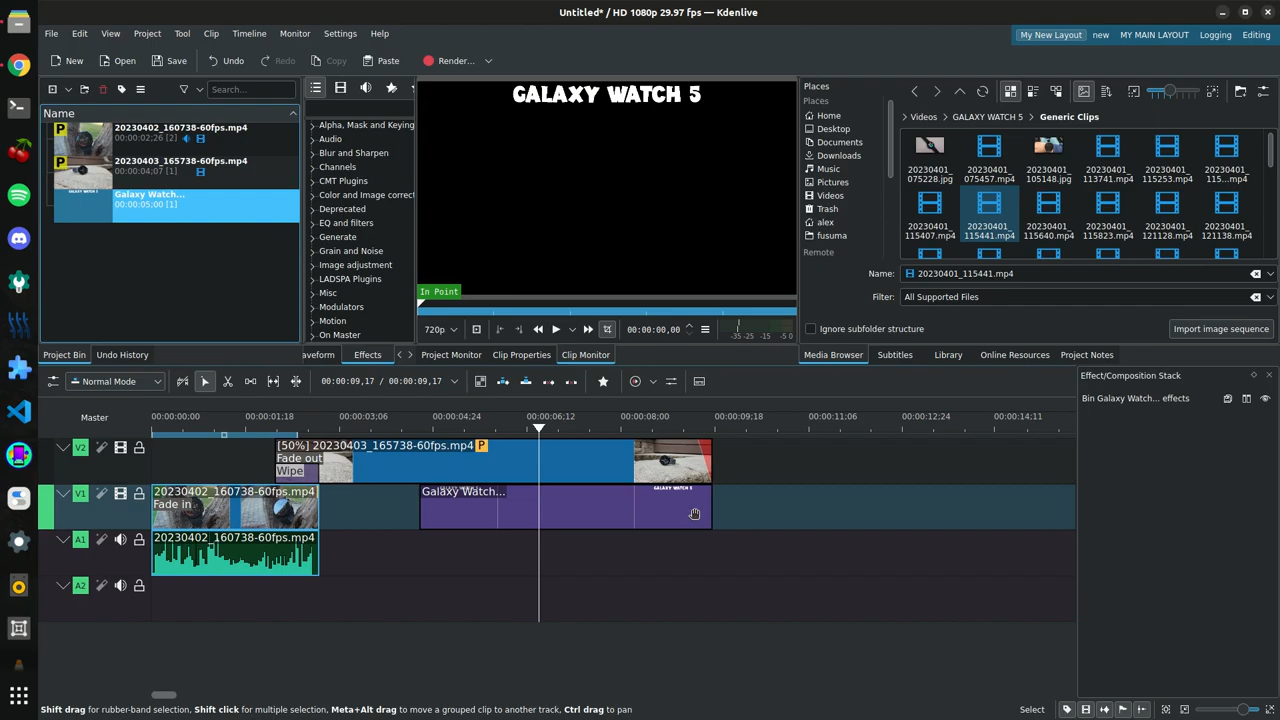 Untitled* / HD 1080p 29.97 fps — Kdenlive
File Edit View Project Tool Clip Timeline Monitor Settings Help
My New Layout new MY MAIN LAYOUT Logging Editing
New Open Save Undo Redo Copy Paste Render...
Search...
Name
20230402_160738-60fps.mp4
00:00:02;26 [2]
20230403_165738-60fps.mp4
00:00:04;07 [1]
Galaxy Watch...
00:00:05;00 [1]
Project Bin Undo History
Alpha, Mask and Keying
Audio
Blur and Sharpen
Channels
CMT Plugins
Color and Image correct
Deprecated
EQ and filters
Generate
Grain and Noise
Image adjustment
LADSPA Plugins
Misc
Modulators
Motion
On Master
aveform Effects
GALAXY WATCH 5
In Point
720p 00:00:00,00 -35 -25 -15 -5 0
Project Monitor Clip Properties Clip Monitor
Places
Places
Home
Desktop
Documents
Downloads
Music
Pictures
Videos
Trash
alex
fusuma
Remote
Videos GALAXY WATCH 5 Generic Clips
20230401_075228.jpg
20230401_075457.mp4
20230401_105148.jpg
20230401_113741.mp4
20230401_115253.mp4
20230401_115...mp4
20230401_115407.mp4
20230401_115441.mp4
20230401_115640.mp4
20230401_115823.mp4
20230401_121128.mp4
20230401_121138.mp4
Name: 20230401_115441.mp4
Filter: All Supported Files
Ignore subfolder structure Import image sequence
Media Browser Subtitles Library Online Resources Project Notes
Normal Mode 00:00:09,17 / 00:00:09,17
Effect/Composition Stack
Bin Galaxy Watch... effects
Master 00:00:00;00 00:00:01;18 00:00:03;06 00:00:04;24 00:00:06;12 00:00:08;00 00:00:09;18 00:00:11;06 00:00:12;24 00:00:14;11
V2 [50%] 20230403_165738-60fps.mp4 P
Fade out
Wipe
V1 20230402_160738-60fps.mp4 Galaxy Watch...
Fade in
A1 20230402_160738-60fps.mp4
A2
Shift drag for rubber-band selection, Shift click for multiple selection, Meta+Alt drag to move a grouped clip to another track, Ctrl drag to pan
Select